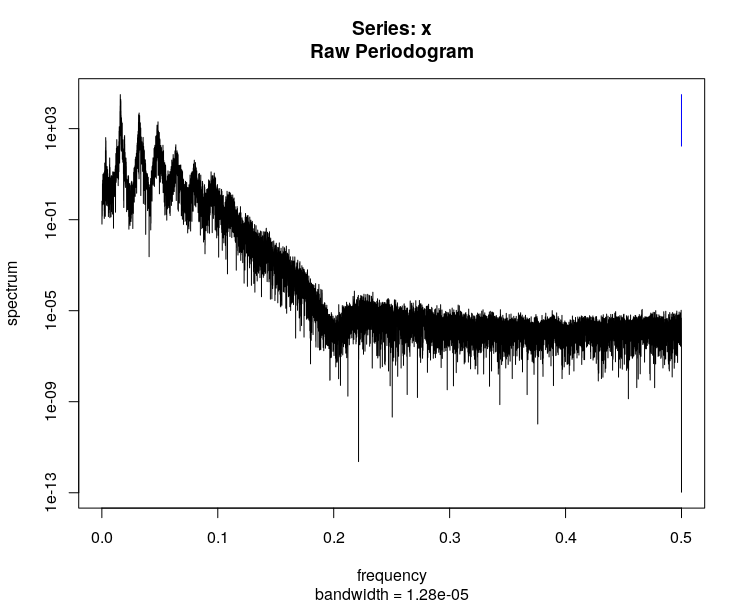 Series: x
Raw Periodogram
spectrum
1e+03
1e-01
1e-05
1e-09
1e-13
0.0 0.1 0.2 0.3 0.4 0.5
frequency
bandwidth = 1.28e-05